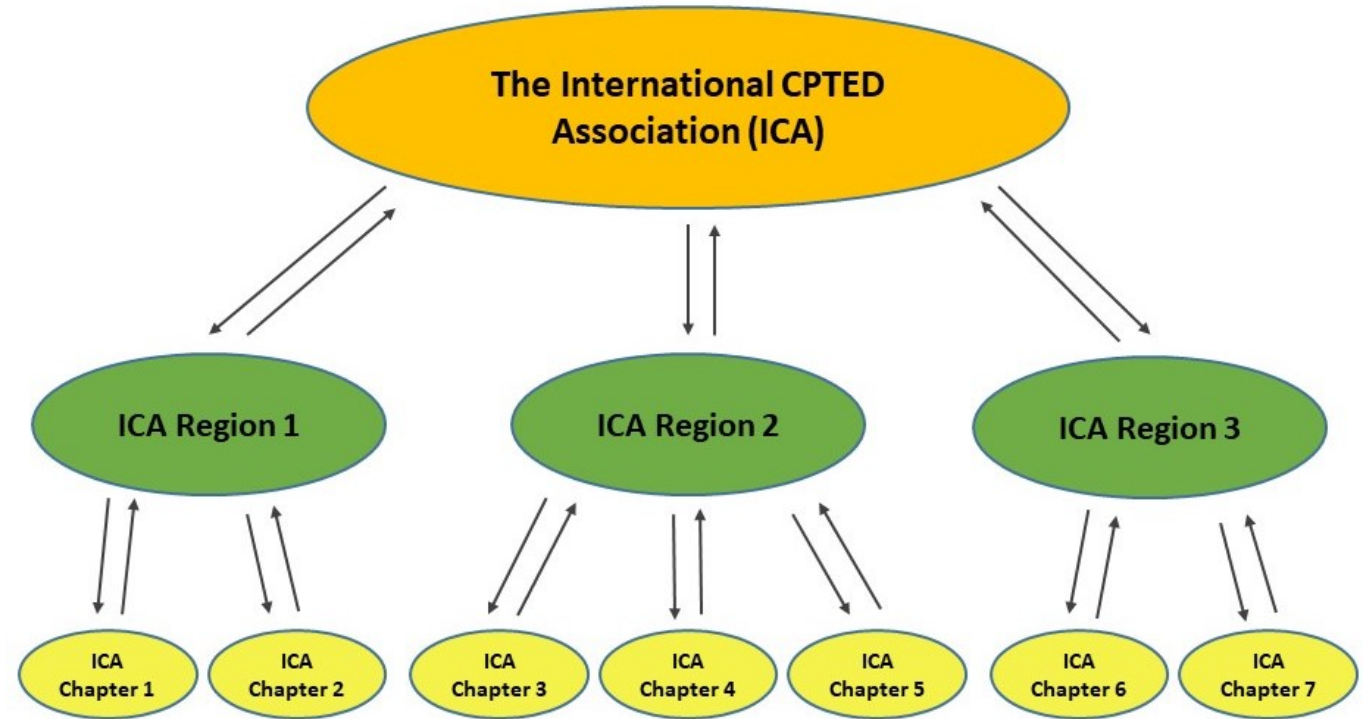 The International CPTED
Association (ICA)
ICA Region 1
ICA Region 2
ICA Region 3
ICA
Chapter 1
ICA
Chapter 2
ICA
Chapter 3
ICA
Chapter 4
ICA
Chapter 5
ICA
Chapter 6
ICA
Chapter 7